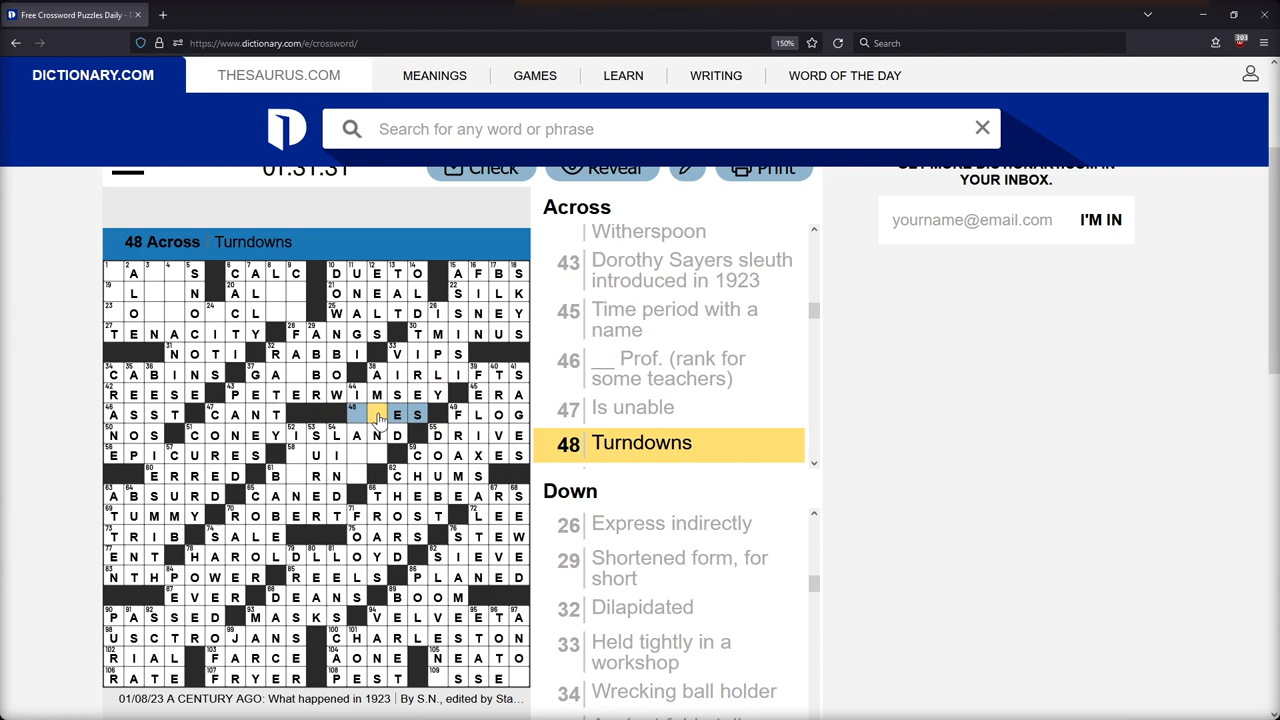 Free Crossword Puzzles Daily -
https://www.dictionary.com/e/crossword/
150%
Search
303
DICTIONARY.COM
THESAURUS.COM
MEANINGS
GAMES
LEARN
WRITING
WORD OF THE DAY
Search for any word or phrase
01:31:31
Check
Reveal
Print
YOUR INBOX.
yourname@email.com
I'M IN
48 Across
Turndowns
Across
Witherspoon
43 Dorothy Sayers sleuth
introduced in 1923
45 Time period with a
name
46 __ Prof. (rank for
some teachers)
47 Is unable
48 Turndowns
Down
26 Express indirectly
29 Shortened form, for
short
32 Dilapidated
33 Held tightly in a
workshop
34 Wrecking ball holder
A S C A L C D U E T O A F B S
L N A L O N E A L S I L K
O O C L W A L T D I S N E Y
T E N A C I T Y F A N G S T M I N U S
N O T I R A B B I V I P S
C A B I N S G A B O A I R L I F T S
R E E S E P E T E R W I M S E Y E R A
A S S T C A N T E S F L O G
N O S C O N E Y I S L A N D D R I V E
E P I C U R E S U I C O A X E S
E R R E D B R N C H U M S
A B S U R D C A N E D T H E B E A R S
T U M M Y R O B E R T F R O S T L E E
T R I B S A L E O A R S S T E W
E N T H A R O L D L L O Y D S I E V E
N T H P O W E R R E E L S P L A N E D
E V E R D E A N S B O O M
P A S S E D M A S K S V E L V E E T A
U S C T R O J A N S C H A R L E S T O N
R I A L F A R C E A O N E N E A T O
R A T E F R Y E R P E S T S S E
01/08/23 A CENTURY AGO: What happened in 1923 | By S.N., edited by Sta...